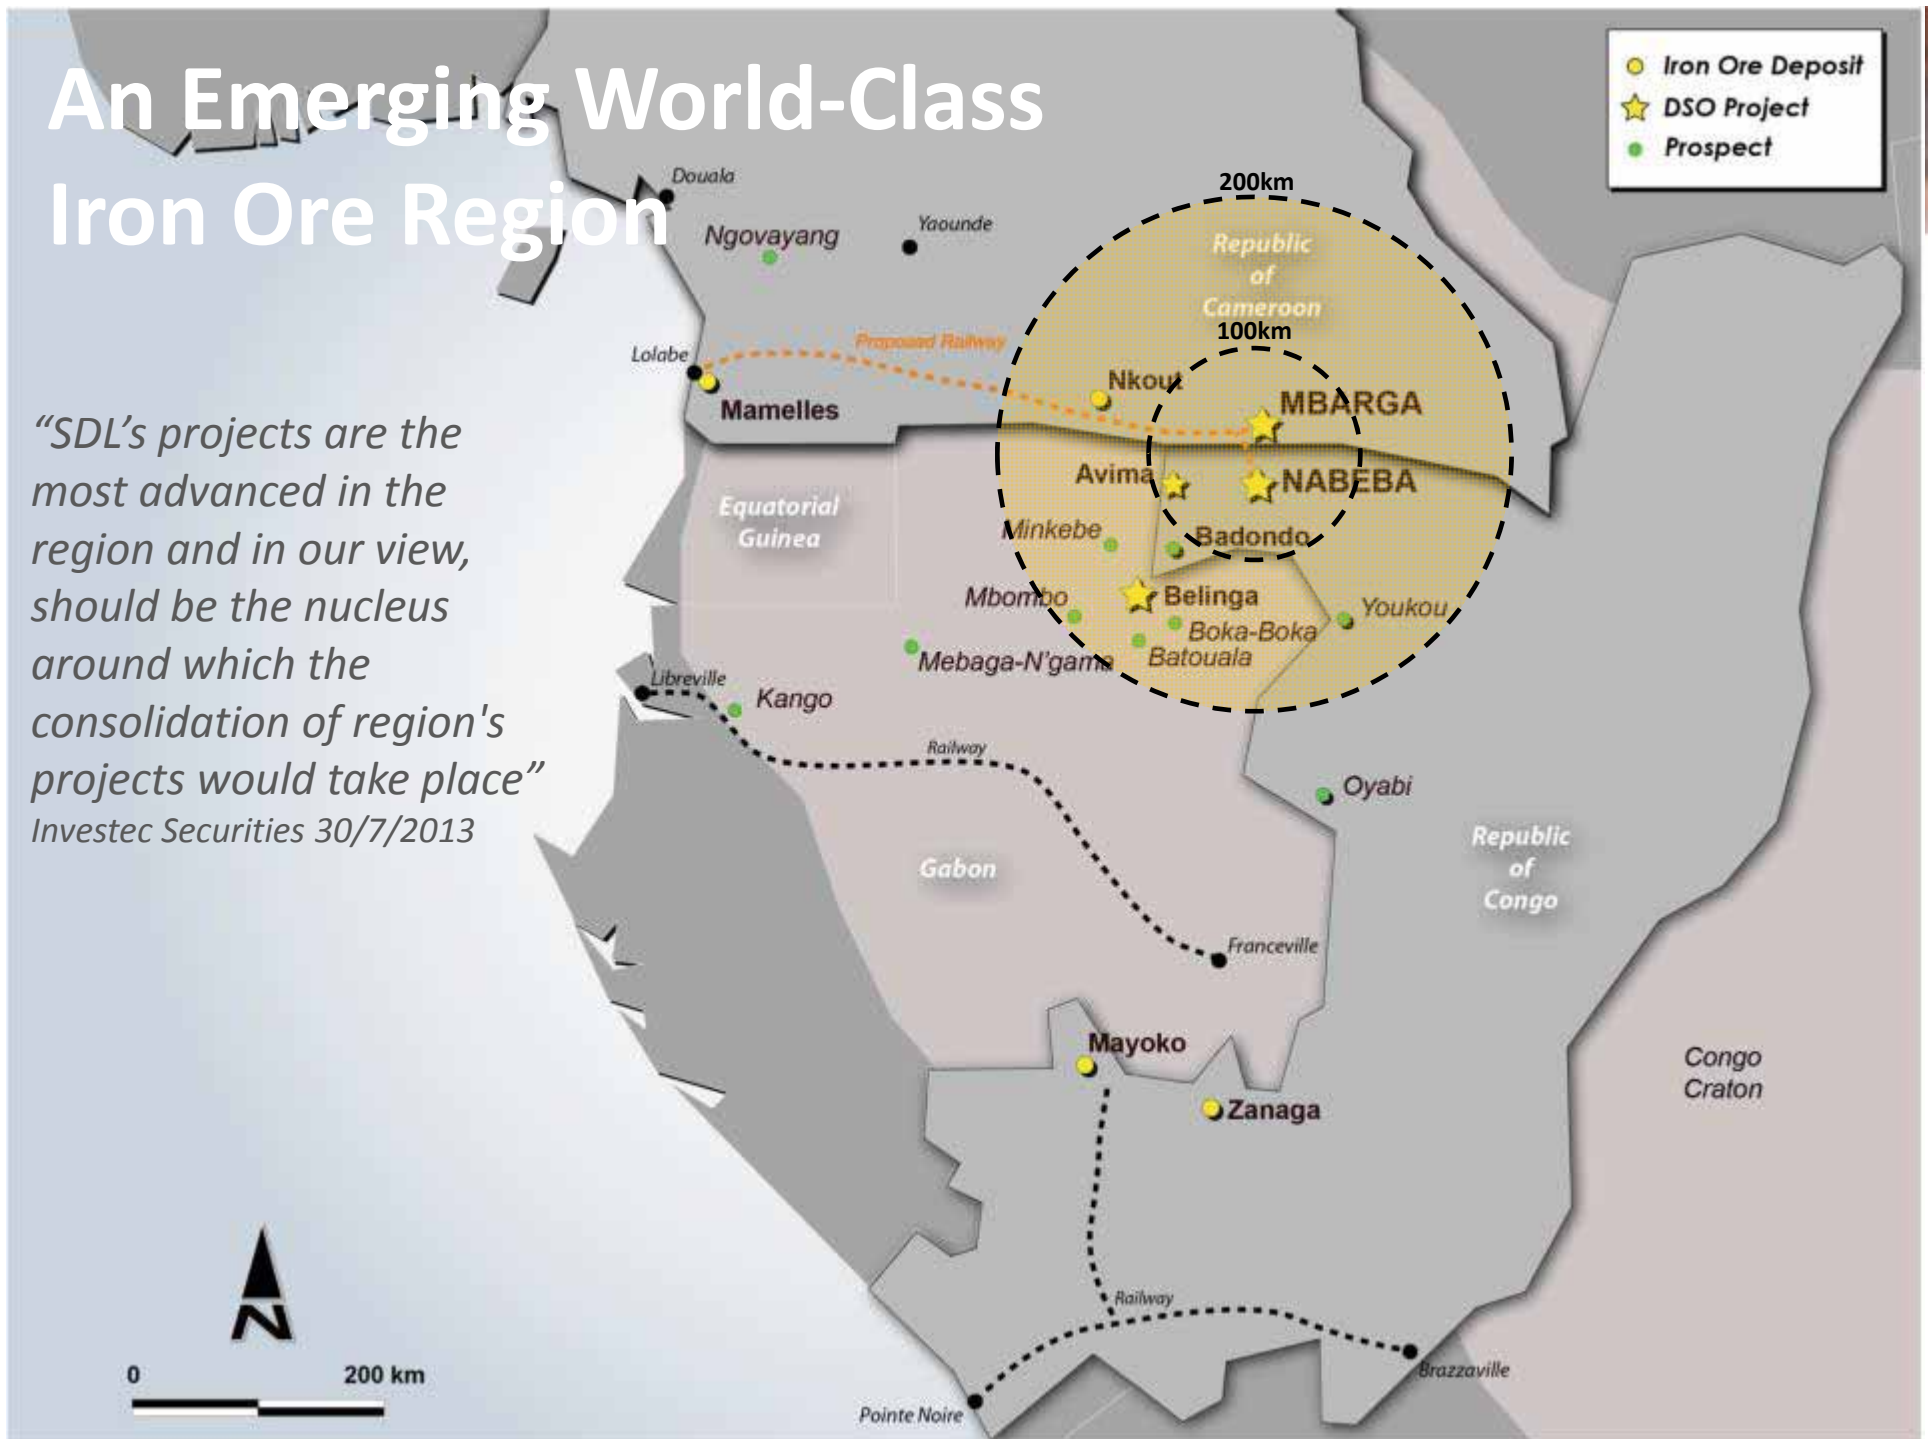 An Emerging World-Class
Iron Ore Region
Iron Ore Deposit
DSO Project
Prospect
“SDL’s projects are the
most advanced in the
region and in our view,
should be the nucleus
around which the
consolidation of region's
projects would take place”
Investec Securities 30/7/2013
Douala
Ngovayang
Yaounde
200km
Republic
of
Cameroon
100km
Lolabe
Proposed Railway
Mamelles
Nkout
MBARGA
Avima
NABEBA
Equatorial
Guinea
Minkebe
Badondo
Mbombo
Belinga
Youkou
Boka-Boka
Batouala
Mebaga-N'gama
Libreville
Kango
Railway
Oyabi
Gabon
Republic
of
Congo
Franceville
Mayoko
Zanaga
Congo
Craton
Railway
Brazzaville
Pointe Noire
N
0 200 km